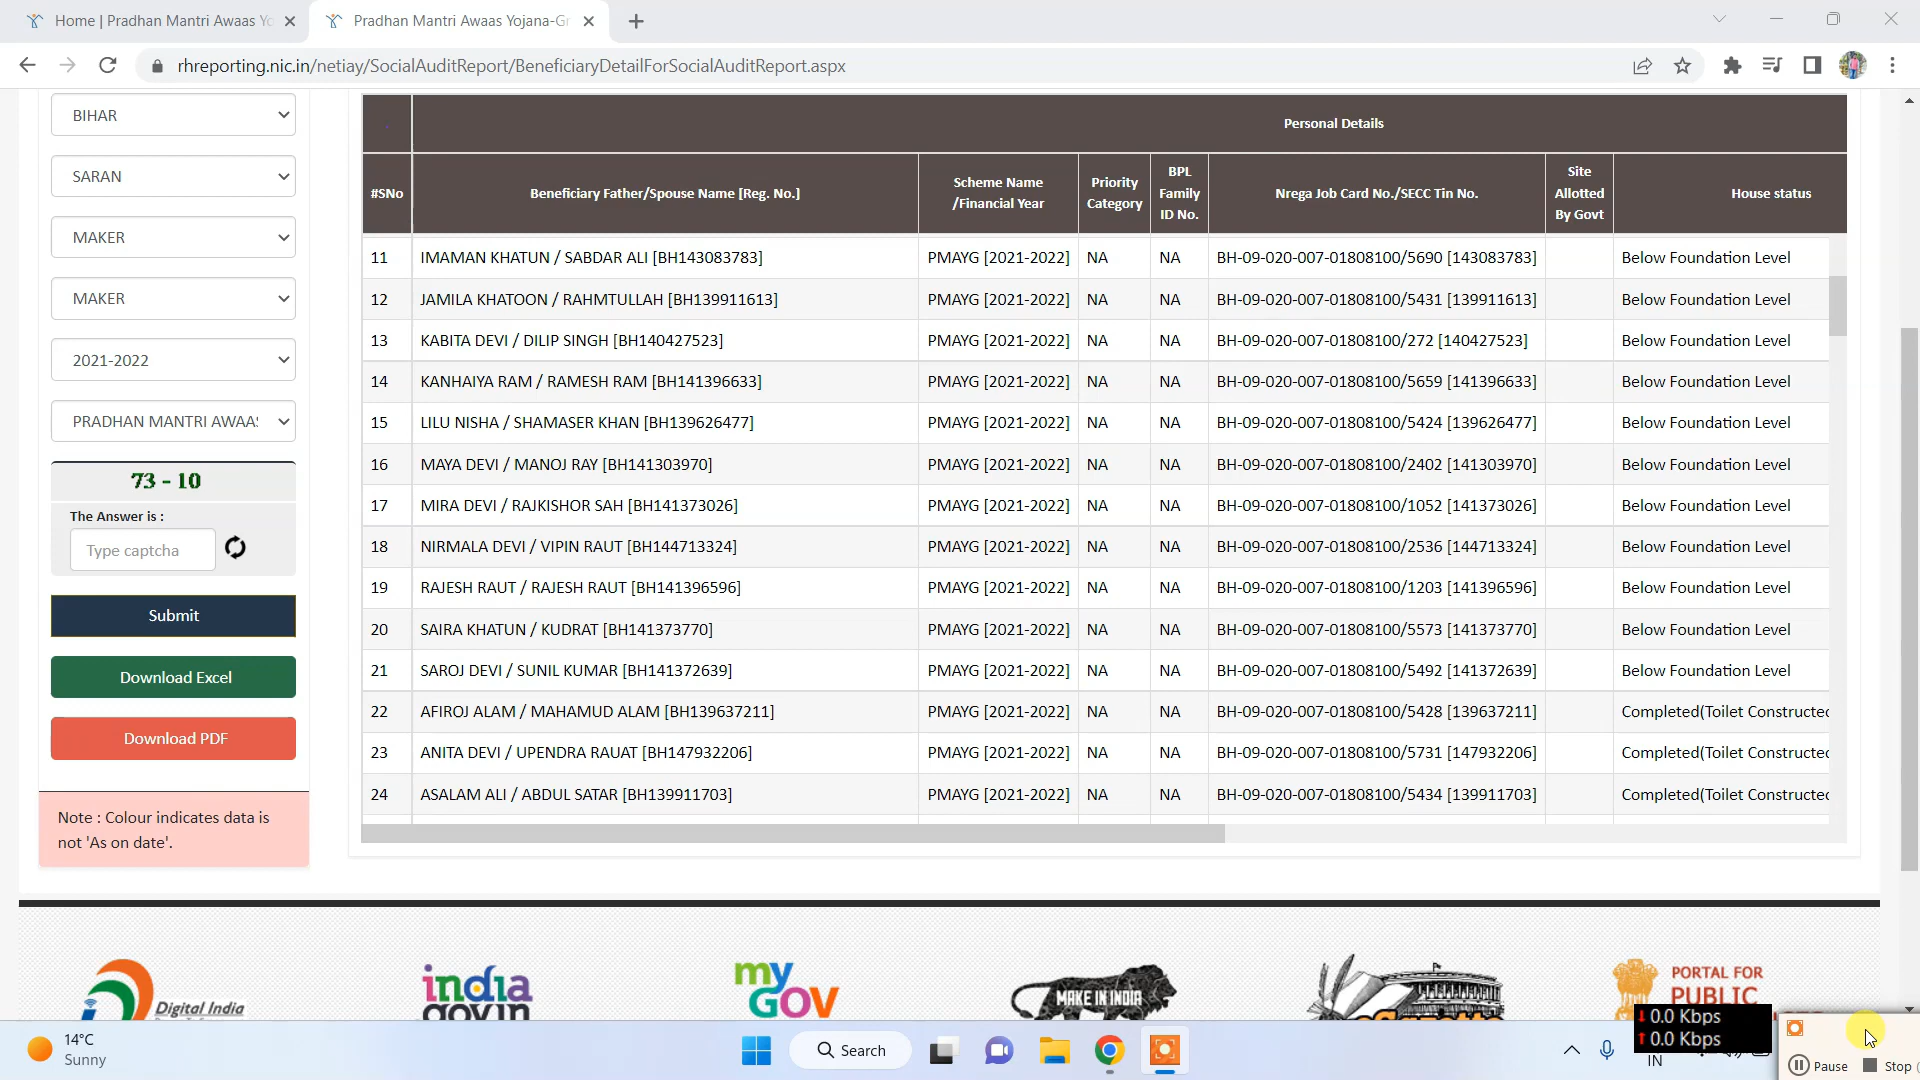 Home | Pradhan Mantri Awaas Yo
Pradhan Mantri Awaas Yojana-Gr
rhreporting.nic.in/netiay/SocialAuditReport/BeneficiaryDetailForSocialAuditReport.aspx
BIHAR
SARAN
MAKER
MAKER
2021-2022
PRADHAN MANTRI AWAAS
73 - 10
The Answer is :
Type captcha
Submit
Download Excel
Download PDF
Note : Colour indicates data is
not 'As on date'.
Personal Details
#SNo Beneficiary Father/Spouse Name [Reg. No.] Scheme Name /Financial Year Priority Category BPL Family ID No. Nrega Job Card No./SECC Tin No. Site Allotted By Govt House status
11 IMAMAN KHATUN / SABDAR ALI [BH143083783] PMAYG [2021-2022] NA NA BH-09-020-007-01808100/5690 [143083783] Below Foundation Level
12 JAMILA KHATOON / RAHMTULLAH [BH139911613] PMAYG [2021-2022] NA NA BH-09-020-007-01808100/5431 [139911613] Below Foundation Level
13 KABITA DEVI / DILIP SINGH [BH140427523] PMAYG [2021-2022] NA NA BH-09-020-007-01808100/272 [140427523] Below Foundation Level
14 KANHAIYA RAM / RAMESH RAM [BH141396633] PMAYG [2021-2022] NA NA BH-09-020-007-01808100/5659 [141396633] Below Foundation Level
15 LILU NISHA / SHAMASER KHAN [BH139626477] PMAYG [2021-2022] NA NA BH-09-020-007-01808100/5424 [139626477] Below Foundation Level
16 MAYA DEVI / MANOJ RAY [BH141303970] PMAYG [2021-2022] NA NA BH-09-020-007-01808100/2402 [141303970] Below Foundation Level
17 MIRA DEVI / RAJKISHOR SAH [BH141373026] PMAYG [2021-2022] NA NA BH-09-020-007-01808100/1052 [141373026] Below Foundation Level
18 NIRMALA DEVI / VIPIN RAUT [BH144713324] PMAYG [2021-2022] NA NA BH-09-020-007-01808100/2536 [144713324] Below Foundation Level
19 RAJESH RAUT / RAJESH RAUT [BH141396596] PMAYG [2021-2022] NA NA BH-09-020-007-01808100/1203 [141396596] Below Foundation Level
20 SAIRA KHATUN / KUDRAT [BH141373770] PMAYG [2021-2022] NA NA BH-09-020-007-01808100/5573 [141373770] Below Foundation Level
21 SAROJ DEVI / SUNIL KUMAR [BH141372639] PMAYG [2021-2022] NA NA BH-09-020-007-01808100/5492 [141372639] Below Foundation Level
22 AFIROJ ALAM / MAHAMUD ALAM [BH139637211] PMAYG [2021-2022] NA NA BH-09-020-007-01808100/5428 [139637211] Completed(Toilet Constructed
23 ANITA DEVI / UPENDRA RAUAT [BH147932206] PMAYG [2021-2022] NA NA BH-09-020-007-01808100/5731 [147932206] Completed(Toilet Constructed
24 ASALAM ALI / ABDUL SATAR [BH139911703] PMAYG [2021-2022] NA NA BH-09-020-007-01808100/5434 [139911703] Completed(Toilet Constructed
Digital India
india
gov.in
my
GOV
MAKE IN INDIA
eGazette
PORTAL FOR
PUBLIC
14°C
Sunny
Search
0.0 Kbps
0.0 Kbps
IN
Pause
Stop